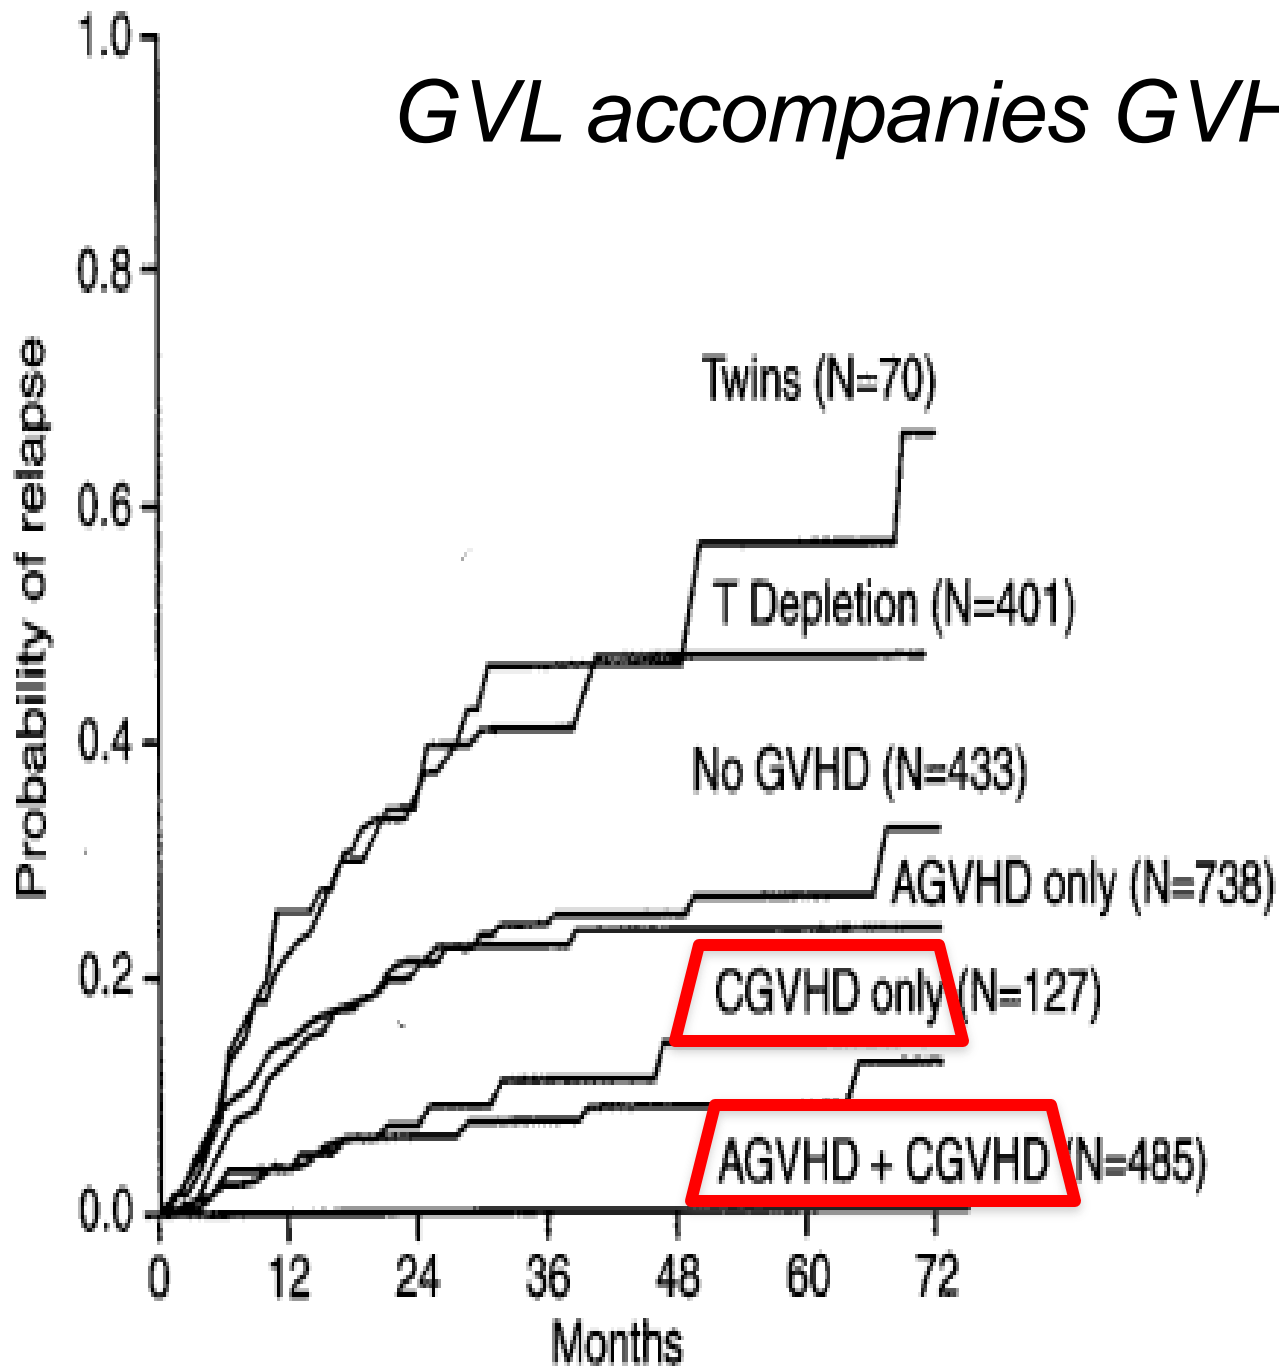 GVL accompanies GVH
1.0
0.8
0.6
0.4
0.2
0.0
Probability of relapse
Twins (N=70)
T Depletion (N=401)
No GVHD (N=433)
AGVHD only (N=738)
CGVHD only (N=127)
AGVHD + CGVHD (N=485)
0 12 24 36 48 60 72
Months